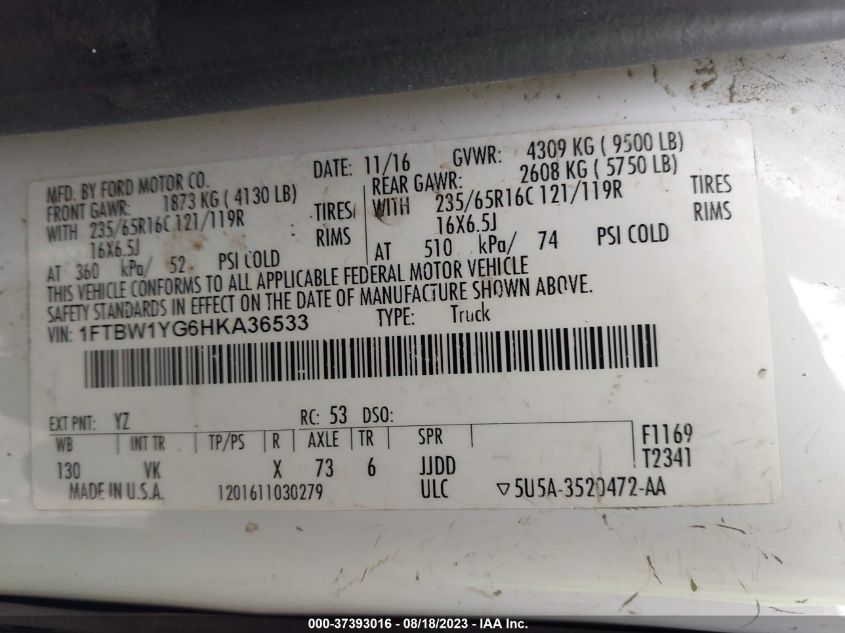 MFD. BY FORD MOTOR CO. DATE: 11/16 GVWR: 4309 KG ( 9500 LB)
FRONT GAWR: 1873 KG ( 4130 LB) REAR GAWR: 2608 KG ( 5750 LB)
WITH 235/65R16C 121/119R TIRES WITH 235/65R16C 121/119R TIRES
16X6.5J RIMS 16X6.5J RIMS
AT 360 kPa/ 52 PSI COLD AT 510 kPa/ 74 PSI COLD
THIS VEHICLE CONFORMS TO ALL APPLICABLE FEDERAL MOTOR VEHICLE
SAFETY STANDARDS IN EFFECT ON THE DATE OF MANUFACTURE SHOWN ABOVE.
VIN: 1FTBW1YG6HKA36533 TYPE: Truck
EXT PNT: YZ RC: 53 DSO:
WB INT TR TP/PS R AXLE TR SPR F1169
130 VK X 73 6 JJDD T2341
MADE IN U.S.A. 1201611030279 ULC ▽5U5A-3520472-AA
000-37393016 - 08/18/2023 - © IAA, Inc.